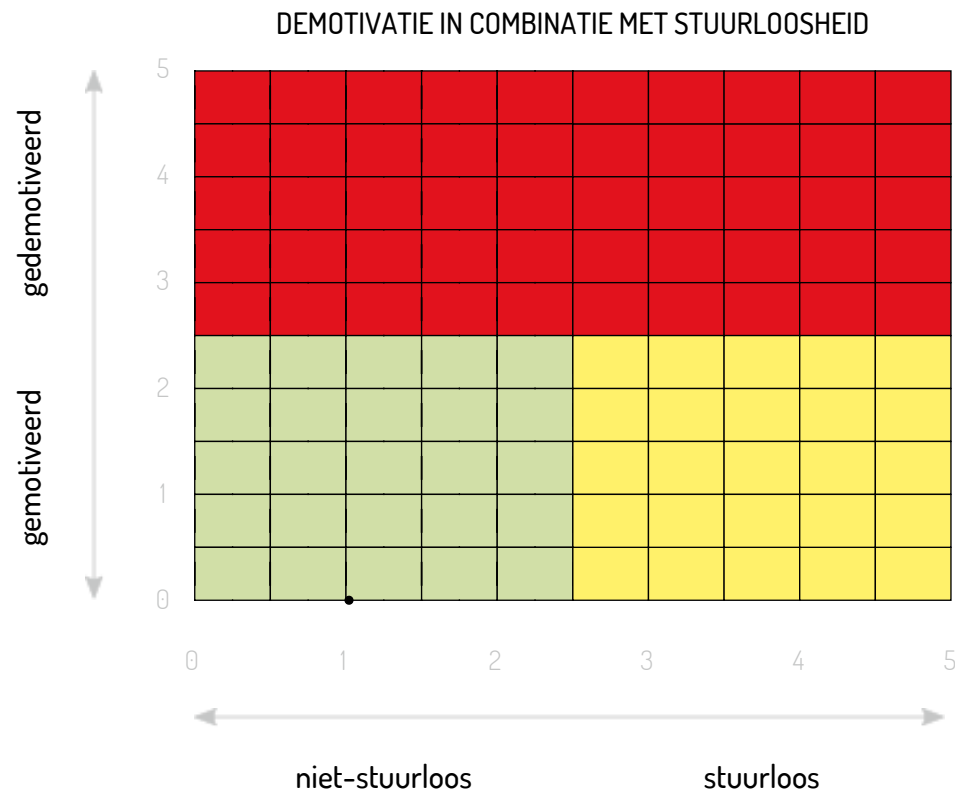 DEMOTIVATIE IN COMBINATIE MET STUURLOOSHEID
gedemotiveerd
gemotiveerd
5
4
3
2
1
0
0 1 2 3 4 5
niet-stuurloos stuurloos